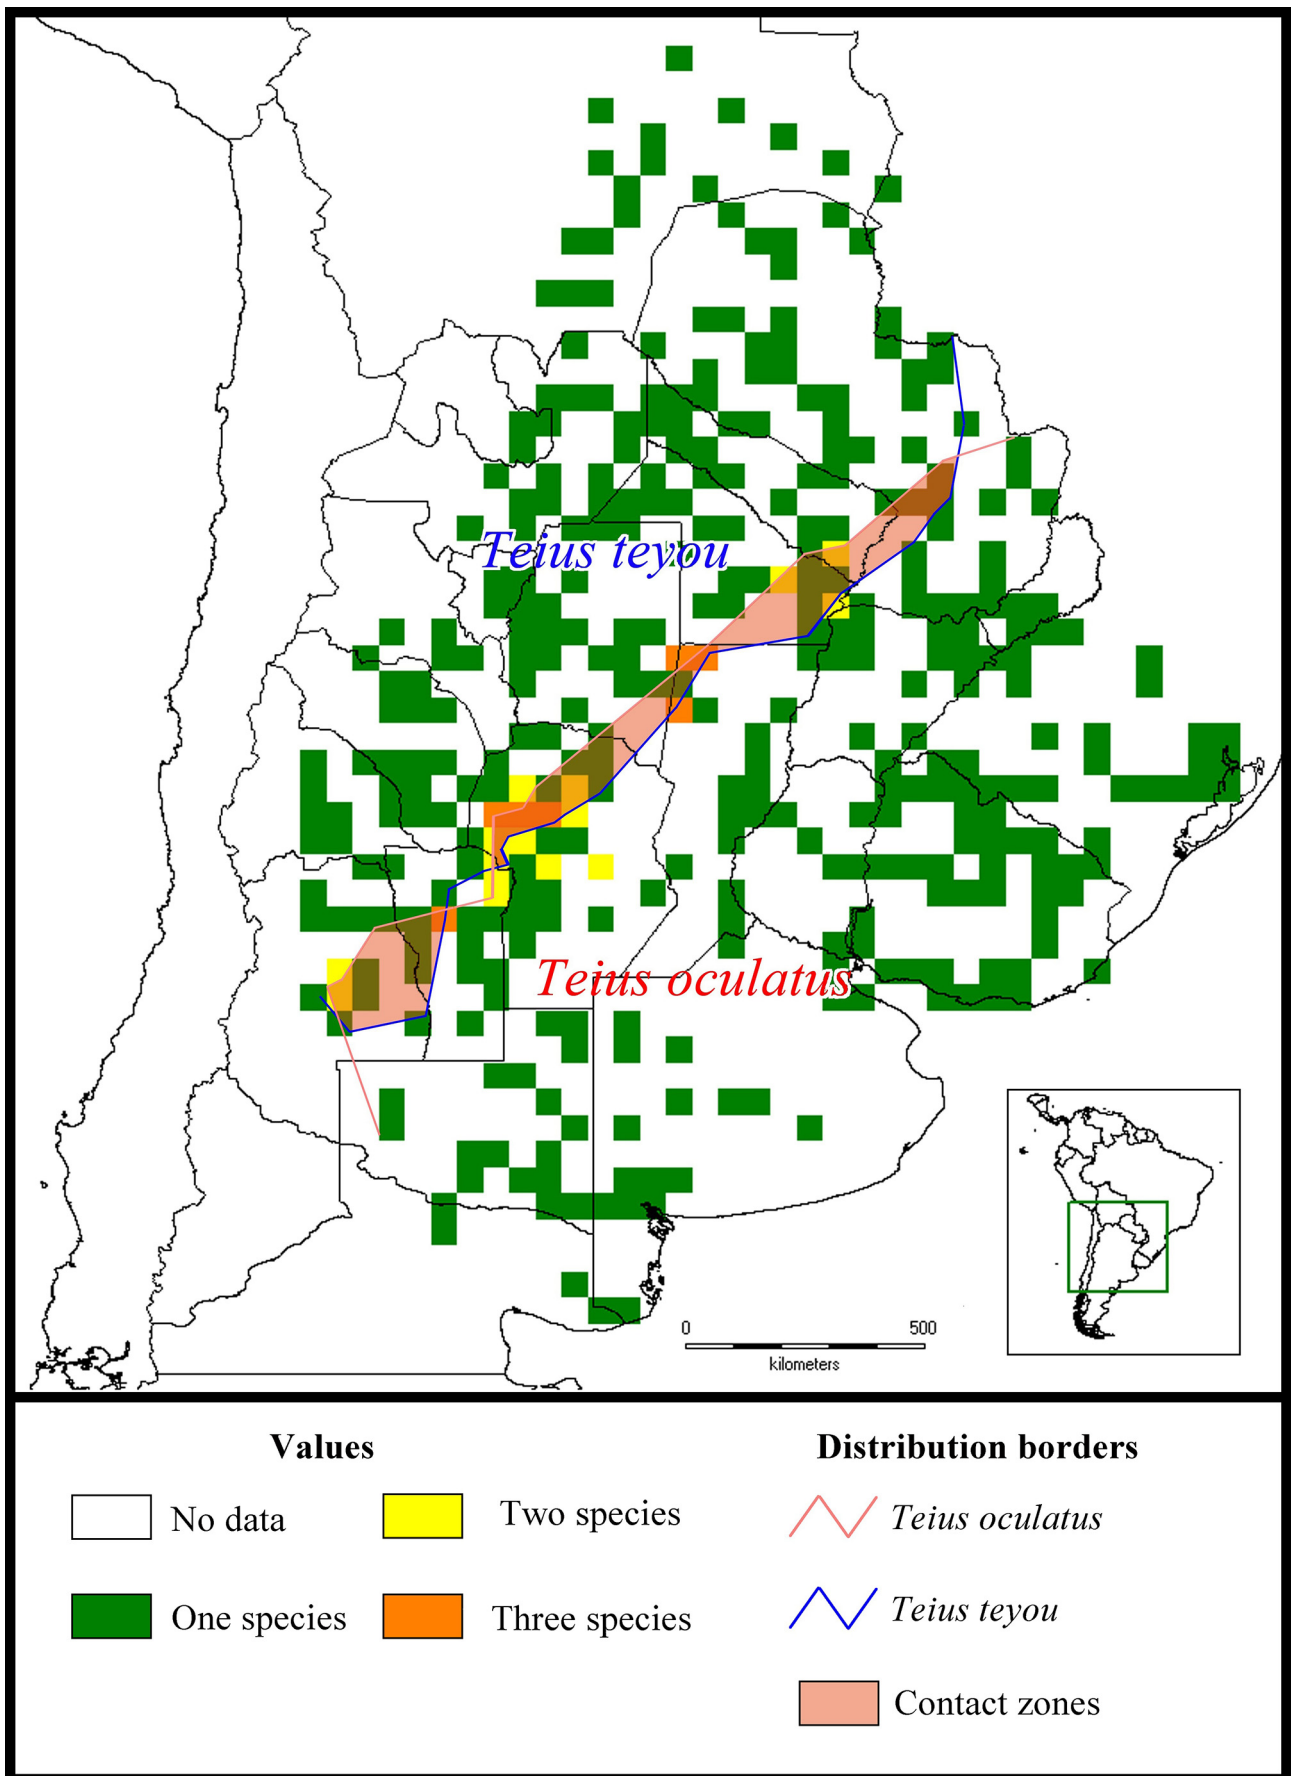 Teius teyou
Teius oculatus
0 500
kilometers
Values
Distribution borders
No data
Two species
Teius oculatus
One species
Three species
Teius teyou
Contact zones